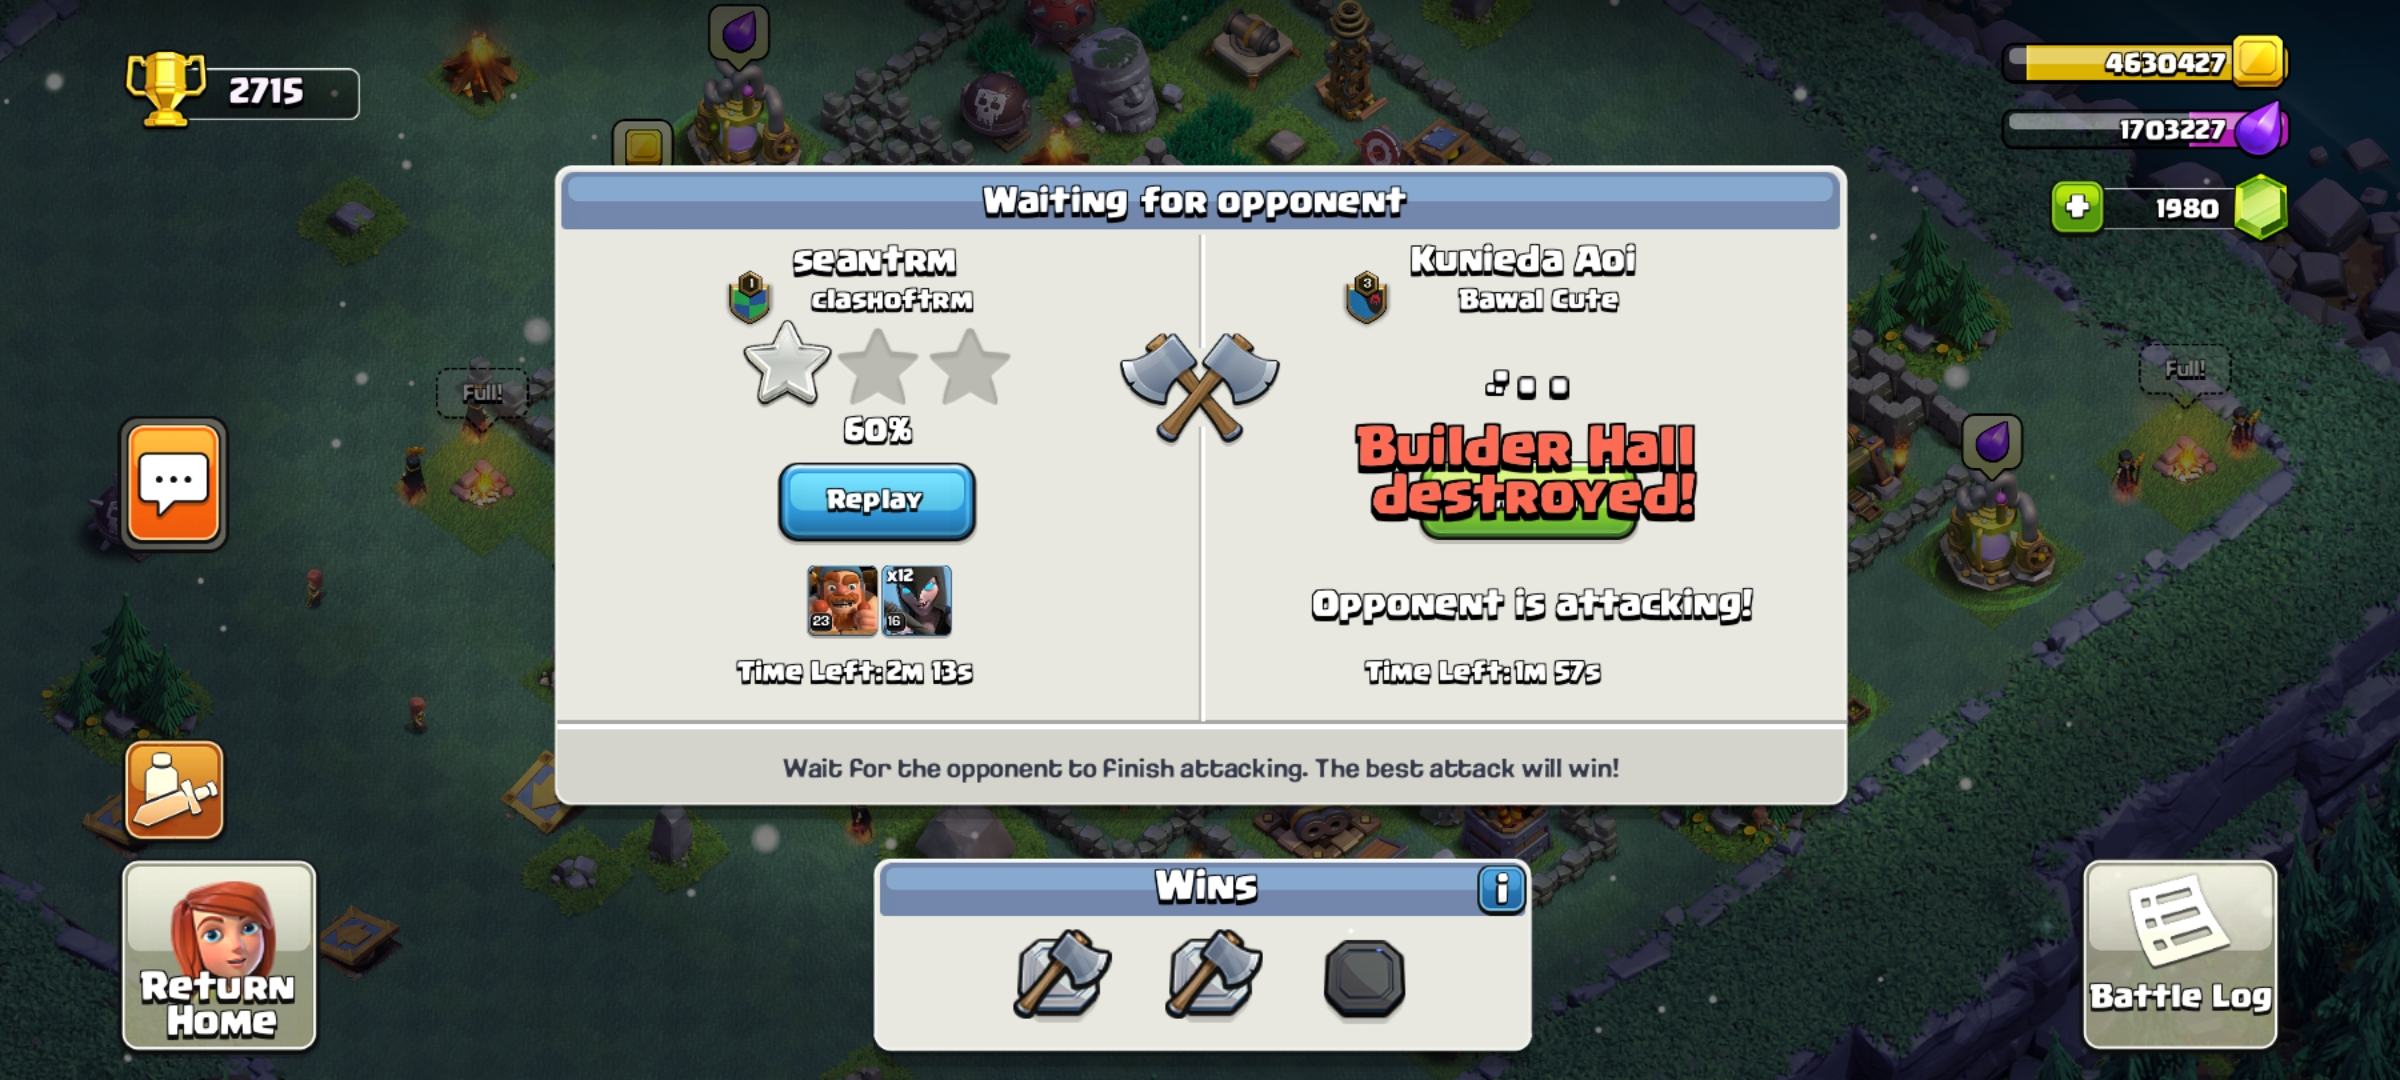 2715
4630427
1703227
1980
Waiting for opponent
seantrm
1
clashoftrm
Kunieda Aoi
3
Bawal Cute
Full!
Full!
60%
Builder Hall
destroyed!
Replay
x12
23
16
Opponent is attacking!
Time Left: 2m 13s
Time Left: 1m 57s
Wait for the opponent to finish attacking. The best attack will win!
Wins
i
Return
Home
Battle Log